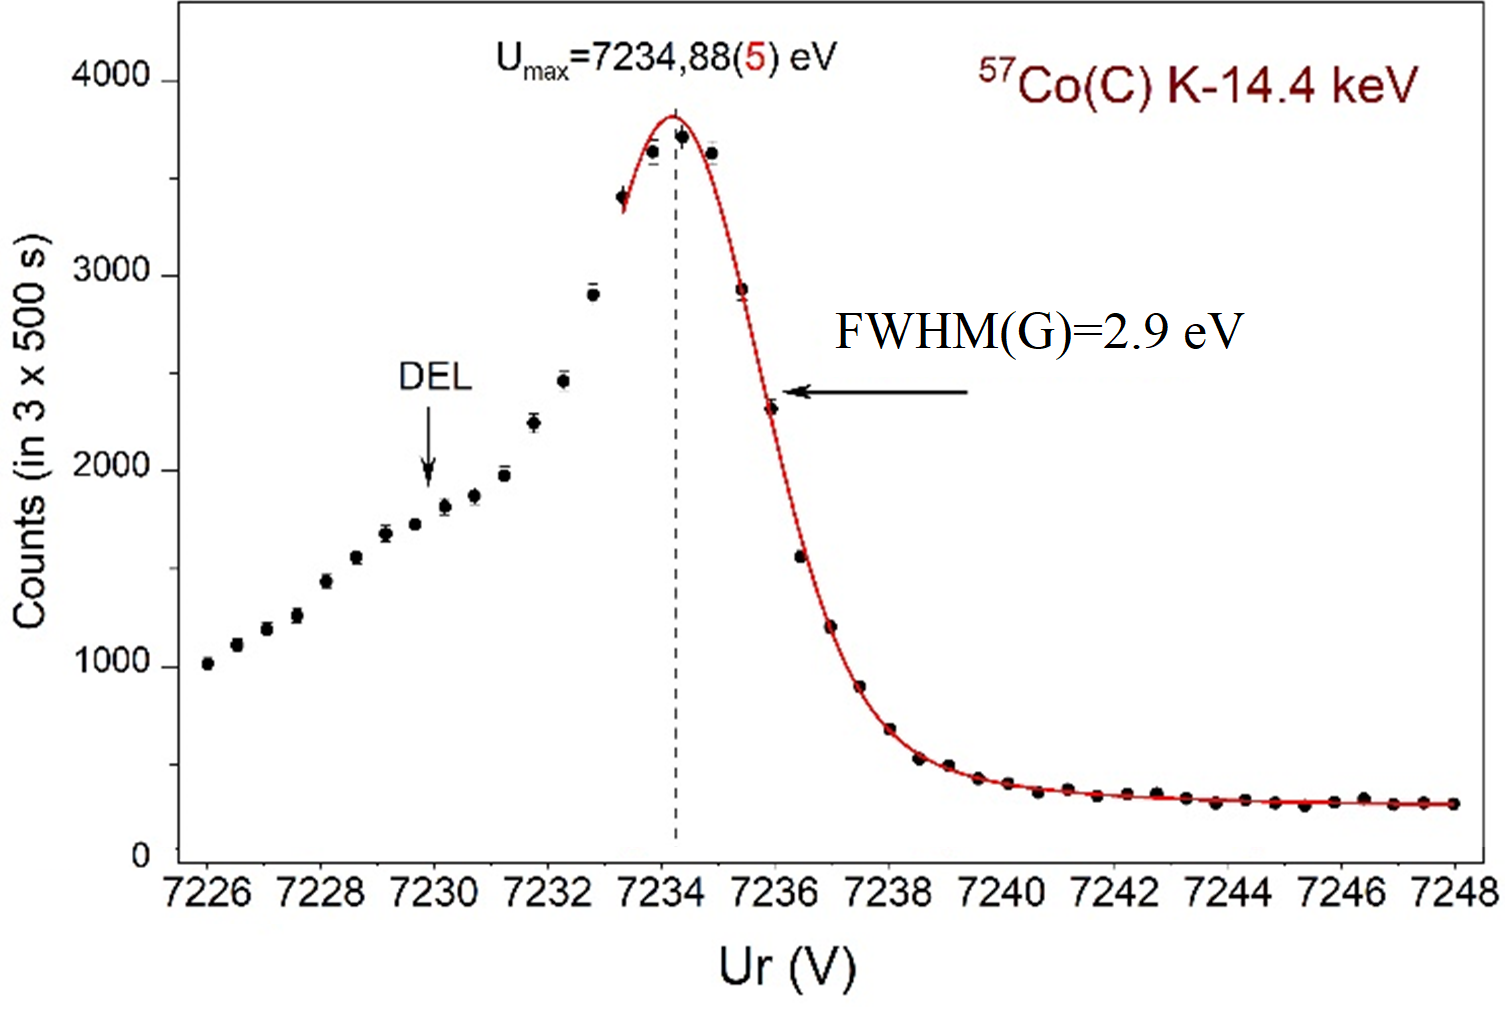 U_max=7234,88(5) eV
⁵⁷Co(C) K-14.4 keV
FWHM(G)=2.9 eV
DEL
Counts (in 3 x 500 s)
4000
3000
2000
1000
0
7226 7228 7230 7232 7234 7236 7238 7240 7242 7244 7246 7248
Ur (V)